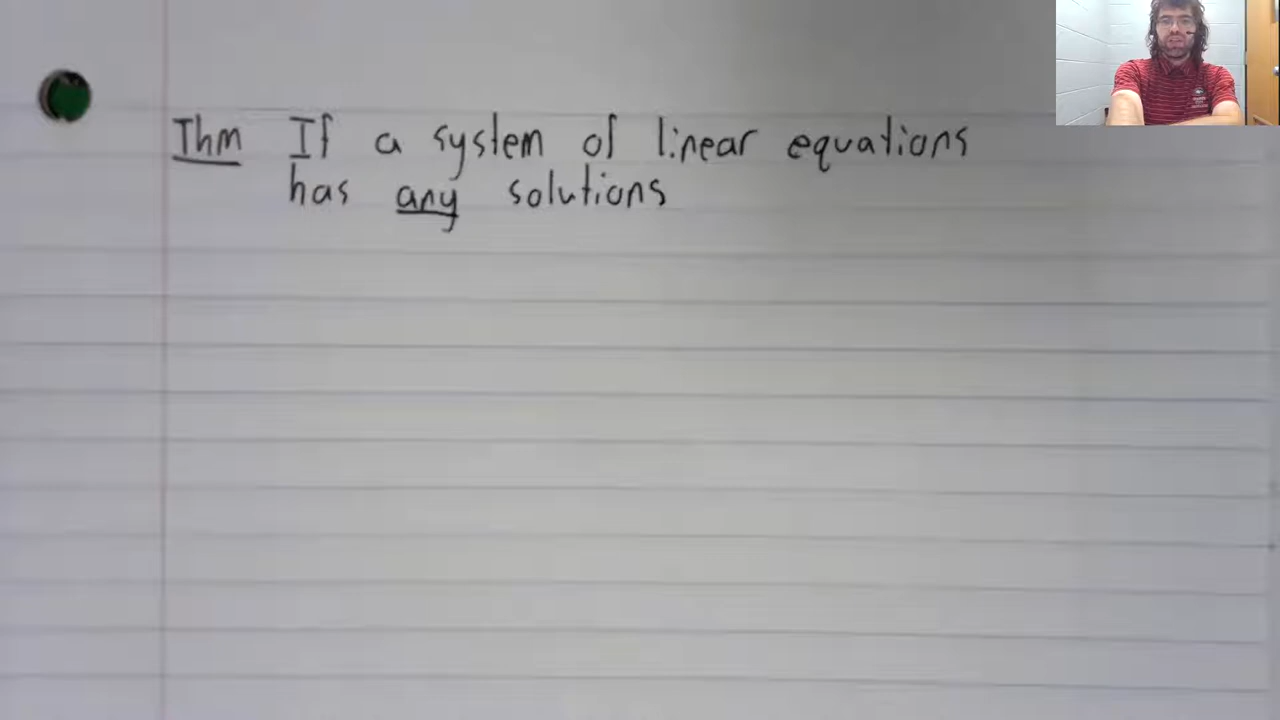 Thm If a system of linear equations
has any solutions